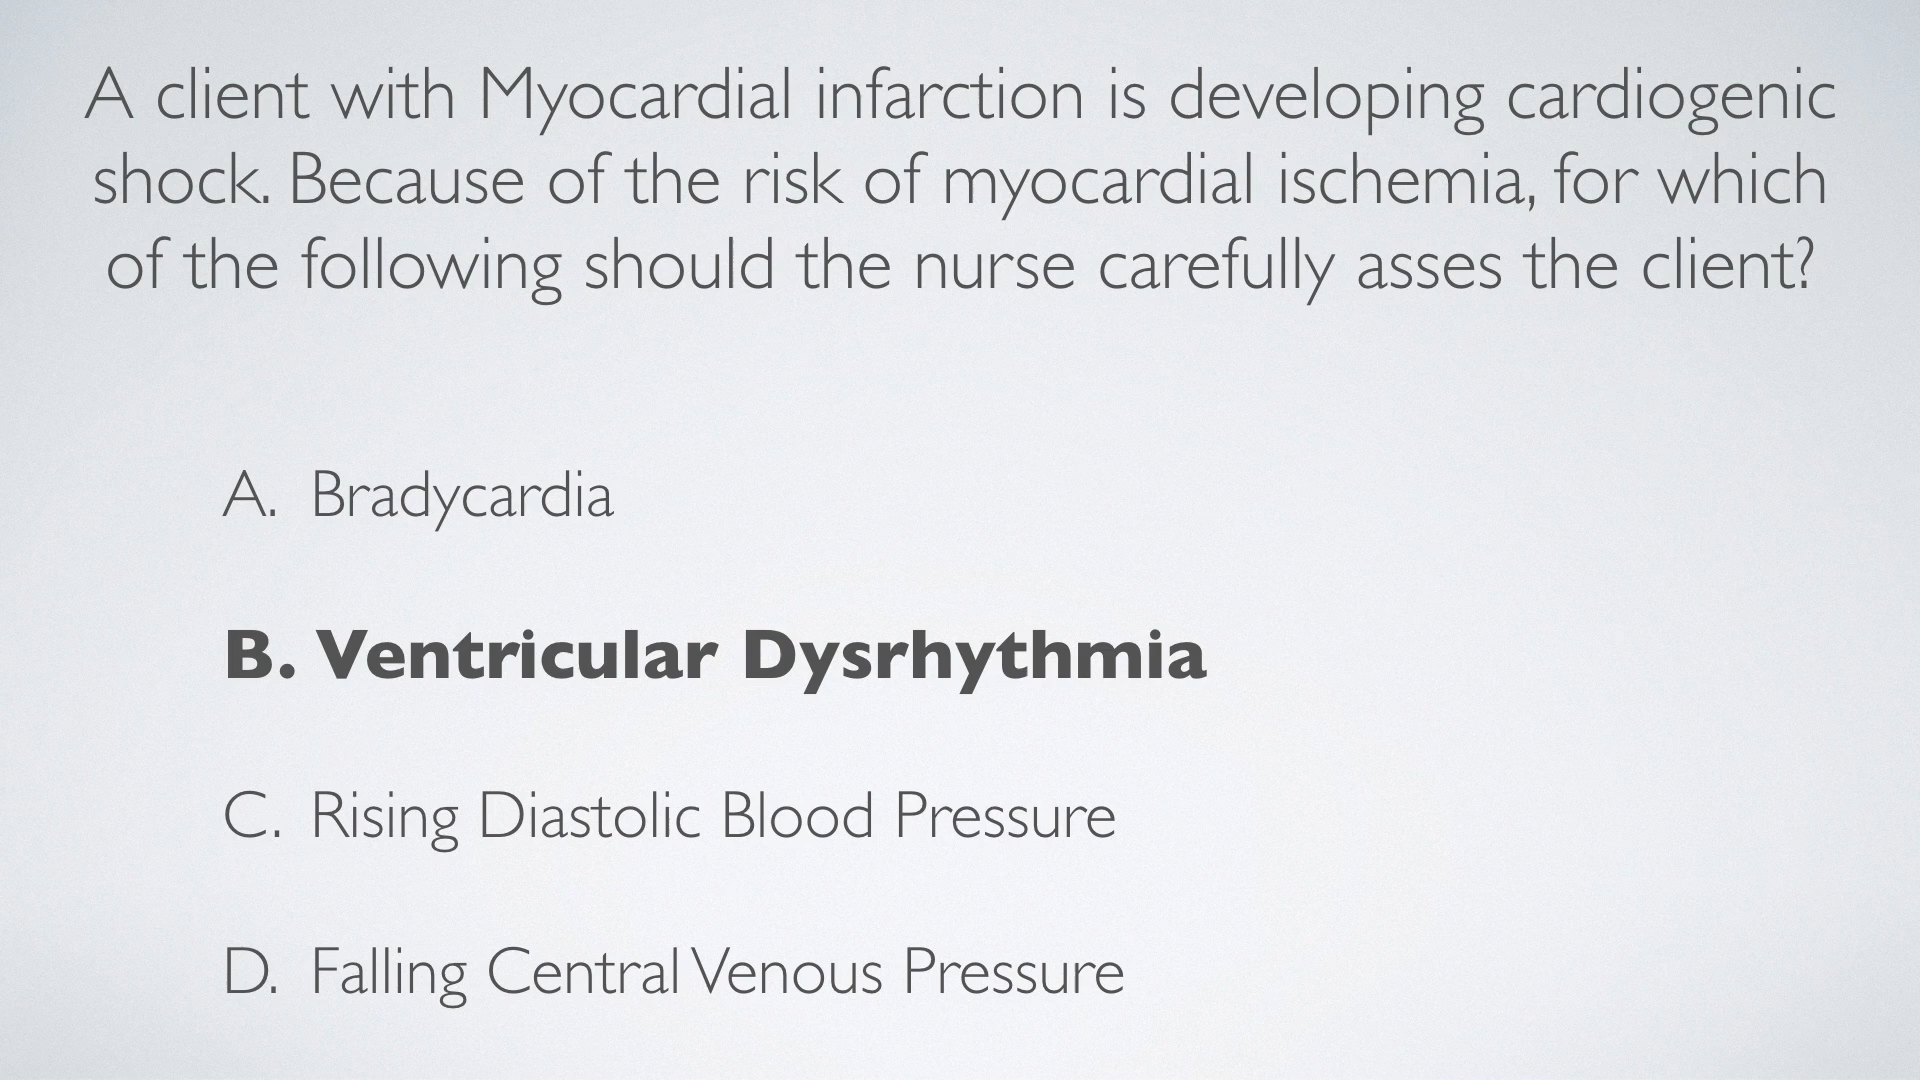 A client with Myocardial infarction is developing cardiogenic
shock. Because of the risk of myocardial ischemia, for which
of the following should the nurse carefully asses the client?
A. Bradycardia
B. Ventricular Dysrhythmia
C. Rising Diastolic Blood Pressure
D. Falling Central Venous Pressure